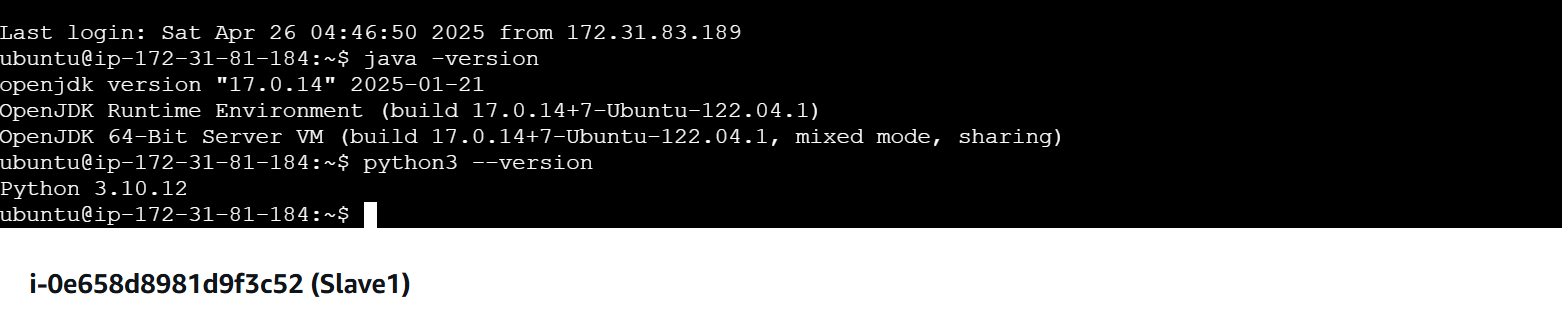 Last login: Sat Apr 26 04:46:50 2025 from 172.31.83.189
ubuntu@ip-172-31-81-184:~$ java -version
openjdk version "17.0.14" 2025-01-21
OpenJDK Runtime Environment (build 17.0.14+7-Ubuntu-122.04.1)
OpenJDK 64-Bit Server VM (build 17.0.14+7-Ubuntu-122.04.1, mixed mode, sharing)
ubuntu@ip-172-31-81-184:~$ python3 --version
Python 3.10.12
ubuntu@ip-172-31-81-184:~$
i-0e658d8981d9f3c52 (Slave1)